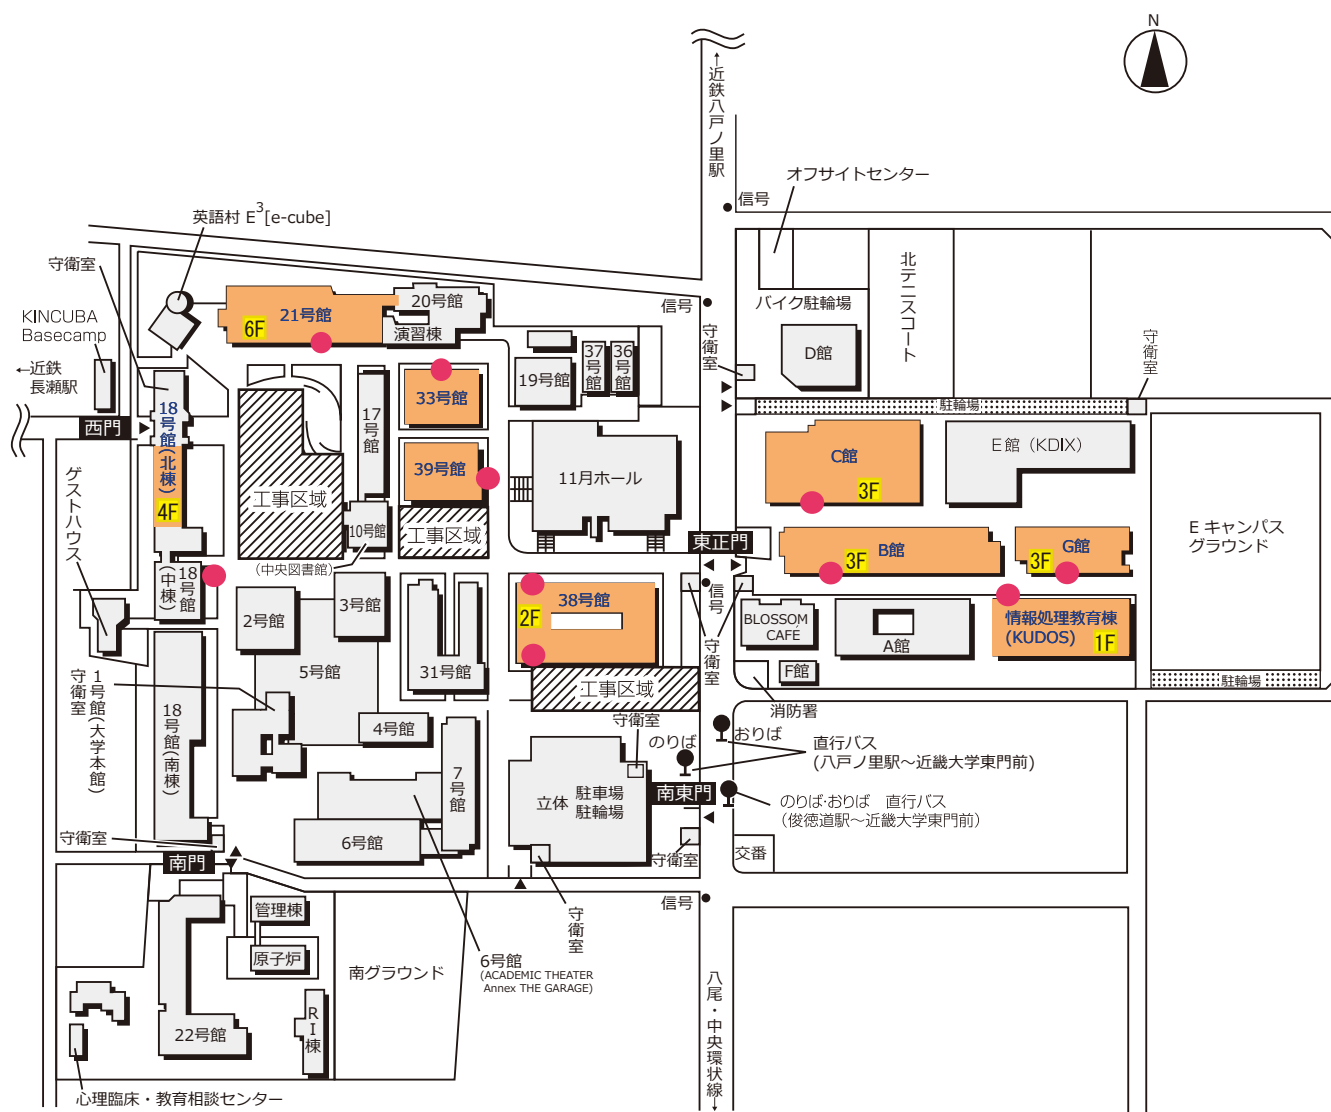 N
↑近鉄八戸ノ里駅
オフサイトセンター
信号
英語村 E3[e-cube]
北テニスコート
守衛室
信号
バイク駐輪場
20号館
21号館
KINCUBA
Basecamp
6F
演習棟
守衛室
守衛室
37号館
36号館
D館
←近鉄
長瀬駅
19号館
33号館
駐輪場
17号館
18号館(北棟)
西門
E館(KDIX)
C館
39号館
11月ホール
ゲストハウス
工事区域
3F
4F
10号館
工事区域
東正門
E キャンパス
グラウンド
(中央図書館)
B館
G館
3F
3F
18号館
(中棟)
信号
3号館
38号館
2F
2号館
BLOSSOM
CAFE
情報処理教育棟
(KUDOS)
1F
A館
守衛室
5号館
31号館
F館
1号館(大学本館)
守衛室
工事区域
駐輪場
18号館(南棟)
消防署
守衛室
4号館
のりば
おりば
直行バス
(八戸ノ里駅～近畿大学東門前)
7号館
立体
駐車場
駐輪場
南東門
のりば・おりば 直行バス
(俊徳道駅～近畿大学東門前)
守衛室
6号館
守衛室
交番
南門
信号
守衛室
管理棟
原子炉
6号館
(ACADEMIC THEATER
Annex THE GARAGE)
南グラウンド
八尾・中央環状線↓
RI棟
22号館
心理臨床・教育相談センター